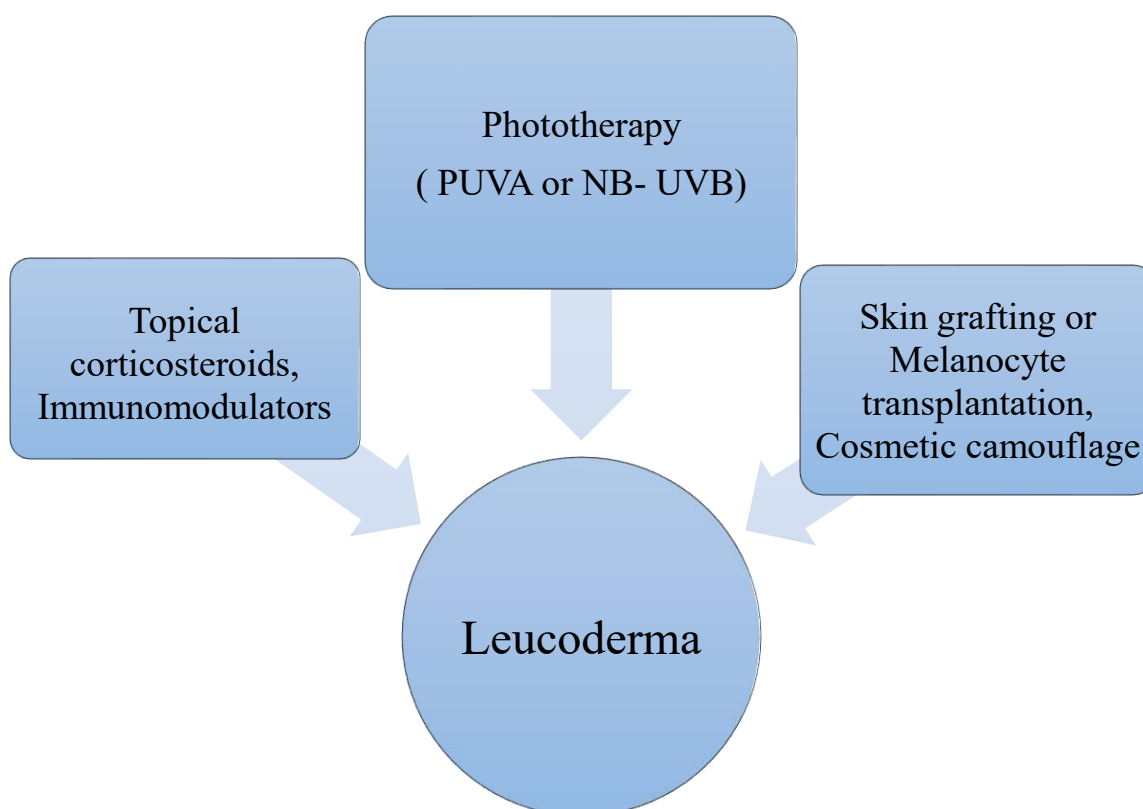 Phototherapy
( PUVA or NB- UVB)
Topical
corticosteroids,
Immunomodulators
Skin grafting or
Melanocyte
transplantation,
Cosmetic camouflage
Leucoderma